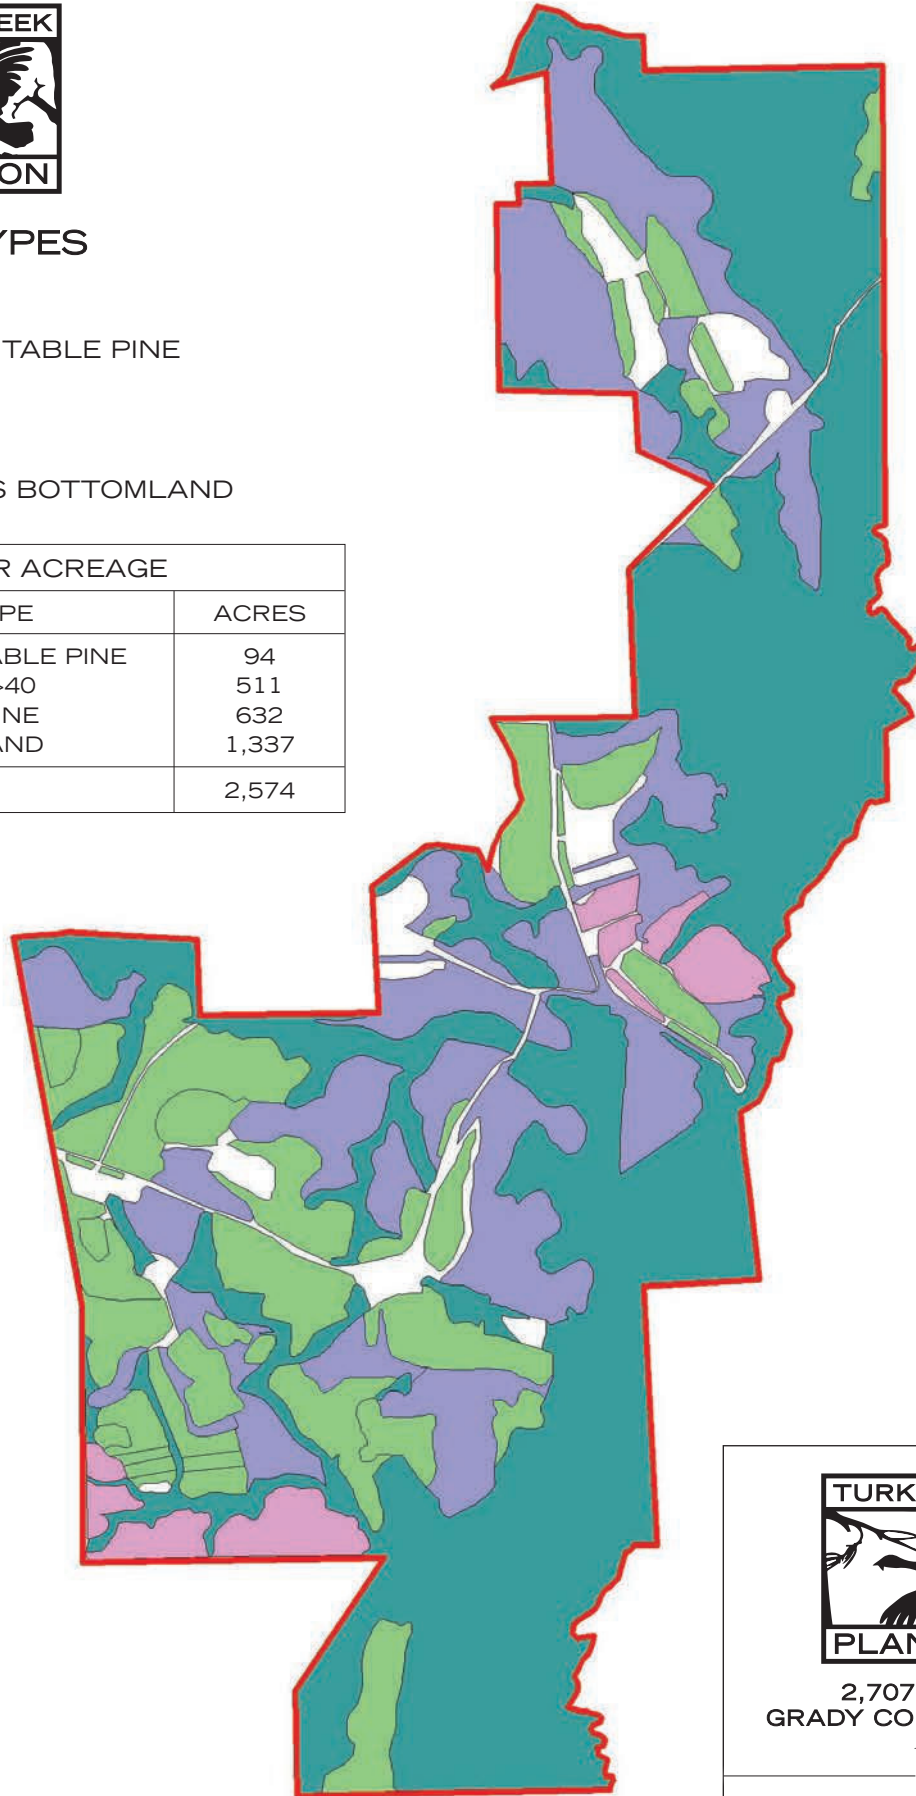 EEK
ON
YPES
TABLE PINE
S BOTTOMLAND
R ACREAGE
PE ACRES
ABLE PINE 94
>40 511
INE 632
AND 1,337
2,574
TURK
PLAN
2,707
GRADY CO